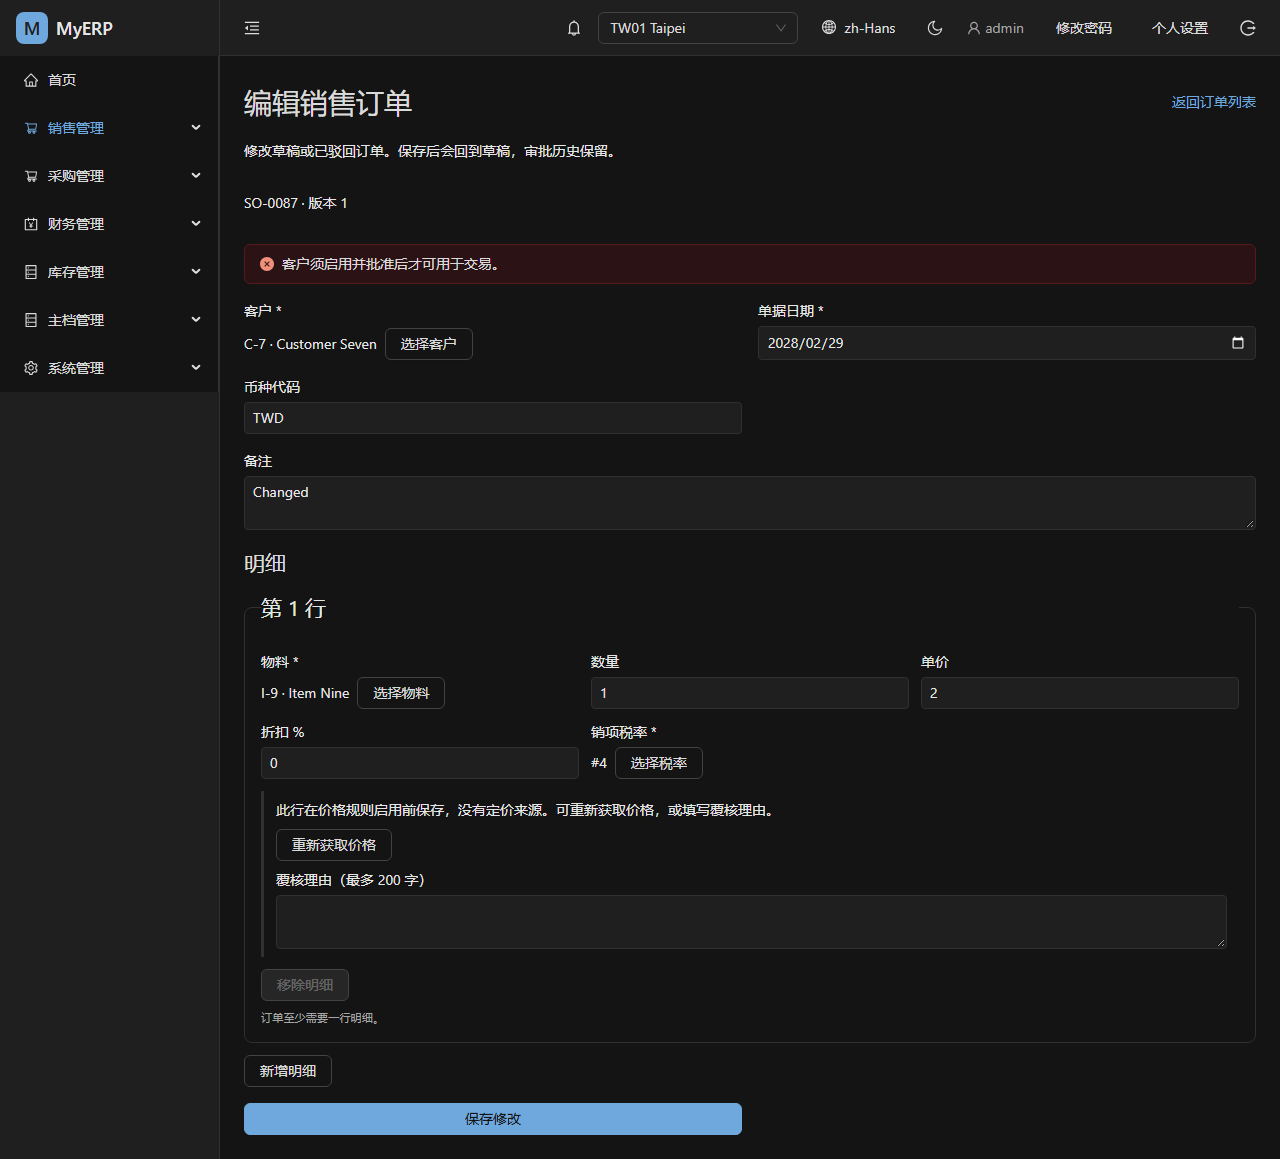 M MyERP
TW01 Taipei
zh-Hans
admin
修改密码
个人设置
首页
销售管理
采购管理
财务管理
库存管理
主档管理
系统管理
编辑销售订单
返回订单列表
修改草稿或已驳回订单。保存后会回到草稿，审批历史保留。
SO-0087 · 版本 1
客户须启用并批准后才可用于交易。
客户 *
单据日期 *
C-7 · Customer Seven 选择客户
2028/02/29
币种代码
TWD
备注
Changed
明细
第 1 行
物料 *
数量
单价
I-9 · Item Nine 选择物料
1
2
折扣 %
销项税率 *
0
#4 选择税率
此行在价格规则启用前保存，没有定价来源。可重新获取价格，或填写覆核理由。
重新获取价格
覆核理由（最多 200 字）
移除明细
订单至少需要一行明细。
新增明细
保存修改